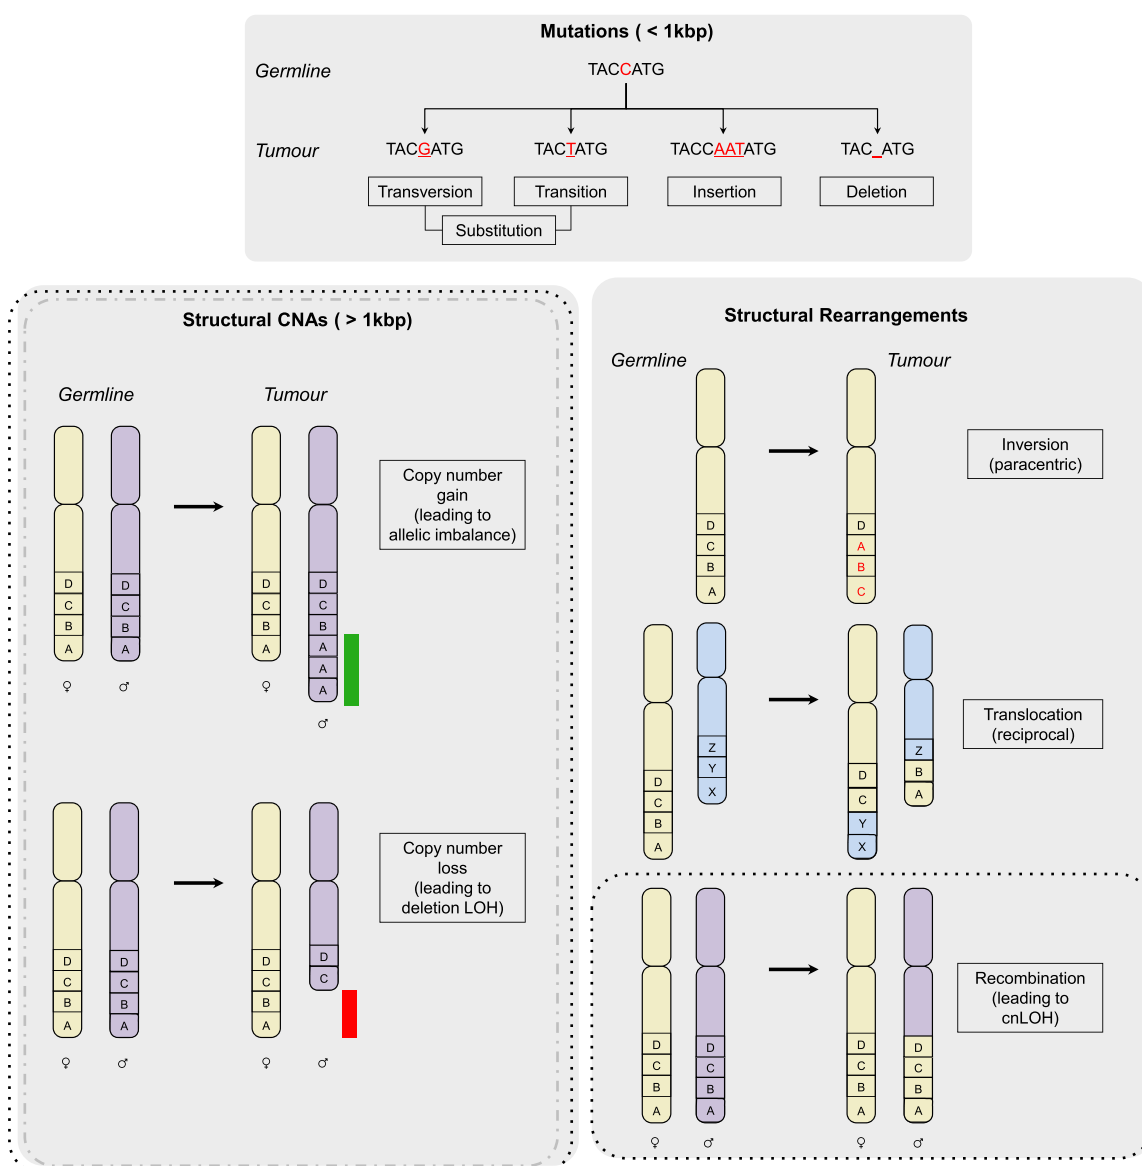 Mutations ( < 1kbp)
Germline
TACCATG
Tumour
TACGATG TACTATG TACCAATATG TAC_ATG
Transversion Transition Insertion Deletion
Substitution
Structural CNAs ( > 1kbp)
Germline Tumour
Copy number
gain
(leading to
allelic imbalance)
D D D D
C C C C
B B B B
A A A A
A
A
♀ ♂ ♀ ♂
Copy number
loss
(leading to
deletion LOH)
D D D D
C C C C
B B B
A A A
♀ ♂ ♀ ♂
Structural Rearrangements
Germline Tumour
Inversion
(paracentric)
D D
C A
B B
A C
Translocation
(reciprocal)
D Z D Z
C Y C B
B X Y A
A X
Recombination
(leading to
cnLOH)
D D D D
C C C C
B B B B
A A A A
♀ ♂ ♀ ♂